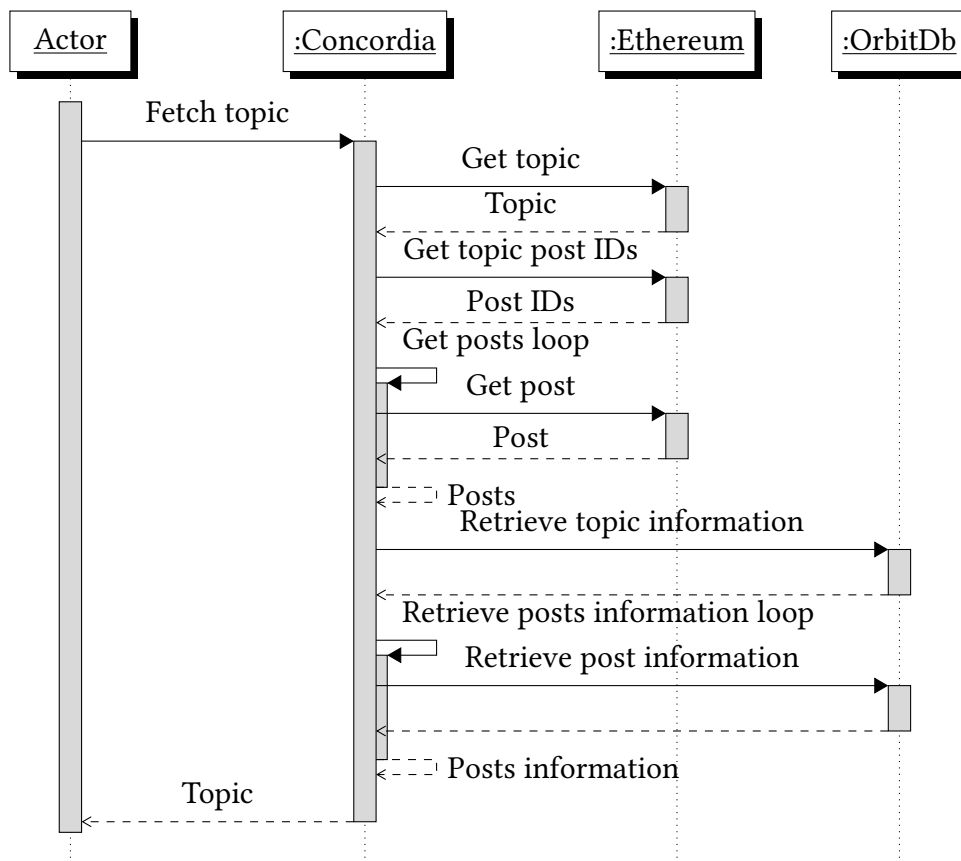 Actor
:Concordia
:Ethereum
:OrbitDb
Fetch topic
Get topic
Topic
Get topic post IDs
Post IDs
Get posts loop
Get post
Post
Posts
Retrieve topic information
Retrieve posts information loop
Retrieve post information
Posts information
Topic